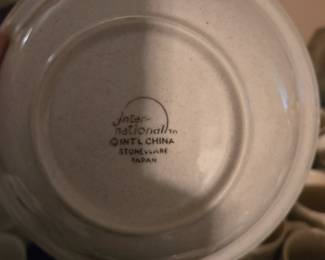 Inter-
national
© INT'L CHINA
STONEWARE
JAPAN